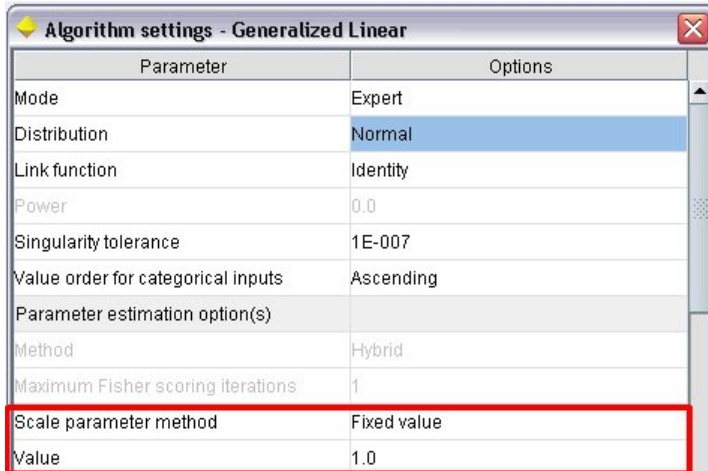 Algorithm settings - Generalized Linear
Parameter Options
Mode Expert
Distribution Normal
Link function Identity
Power 0.0
Singularity tolerance 1E-007
Value order for categorical inputs Ascending
Parameter estimation option(s)
Method Hybrid
Maximum Fisher scoring iterations 1
Scale parameter method Fixed value
Value 1.0